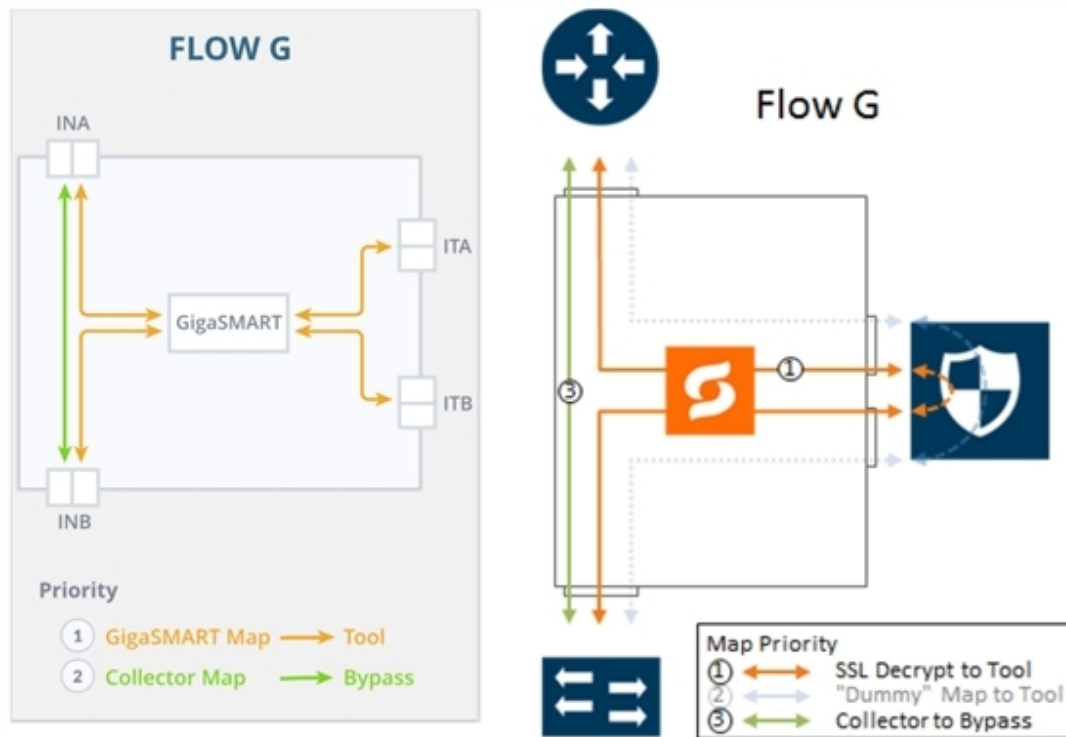 FLOW G
INA
ITA
GigaSMART
ITB
INB
Priority
1 GigaSMART Map Tool
2 Collector Map Bypass
Flow G
1
3
Map Priority
1 SSL Decrypt to Tool
2 "Dummy" Map to Tool
3 Collector to Bypass